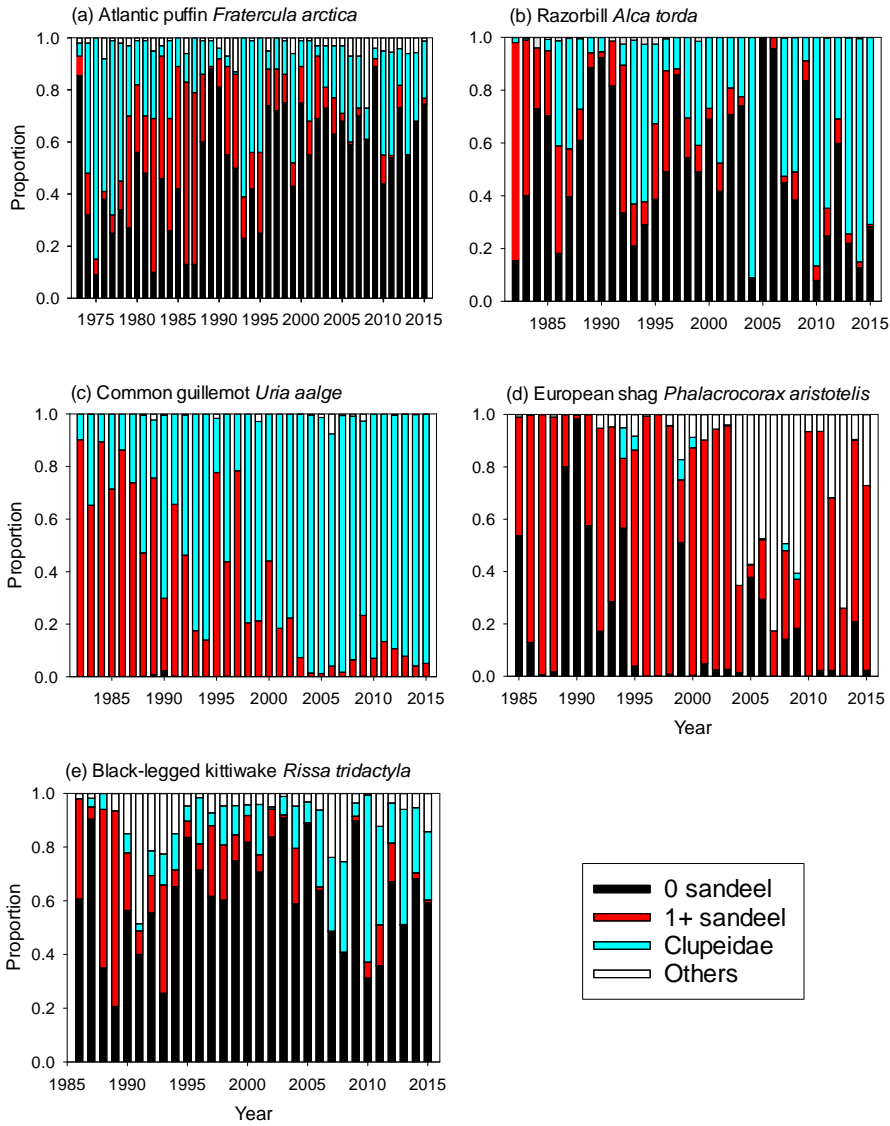 (a) Atlantic puffin Fratercula arctica
1.0
0.8
0.6
0.4
0.2
0.0
Proportion
1975 1980 1985 1990 1995 2000 2005 2010 2015
(b) Razorbill Alca torda
1.0
0.8
0.6
0.4
0.2
0.0
1985 1990 1995 2000 2005 2010 2015
(c) Common guillemot Uria aalge
1.0
0.8
0.6
0.4
0.2
0.0
Proportion
1985 1990 1995 2000 2005 2010 2015
(d) European shag Phalacrocorax aristotelis
1.0
0.8
0.6
0.4
0.2
0.0
1985 1990 1995 2000 2005 2010 2015
Year
(e) Black-legged kittiwake Rissa tridactyla
1.0
0.8
0.6
0.4
0.2
0.0
Proportion
1985 1990 1995 2000 2005 2010 2015
Year
0 sandeel
1+ sandeel
Clupeidae
Others